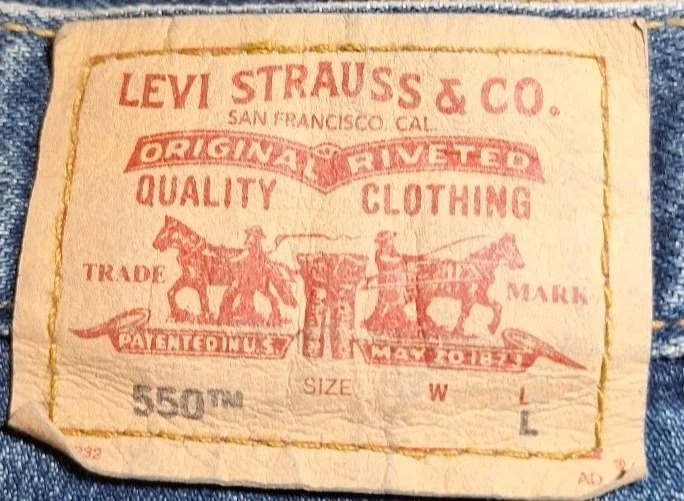 LEVI STRAUSS & CO.
SAN FRANCISCO. CAL.
ORIGINAL RIVETED
QUALITY CLOTHING
TRADE MARK
PATENTED IN U.S. MAY 20 1873
SIZE W L
550™ L
AD